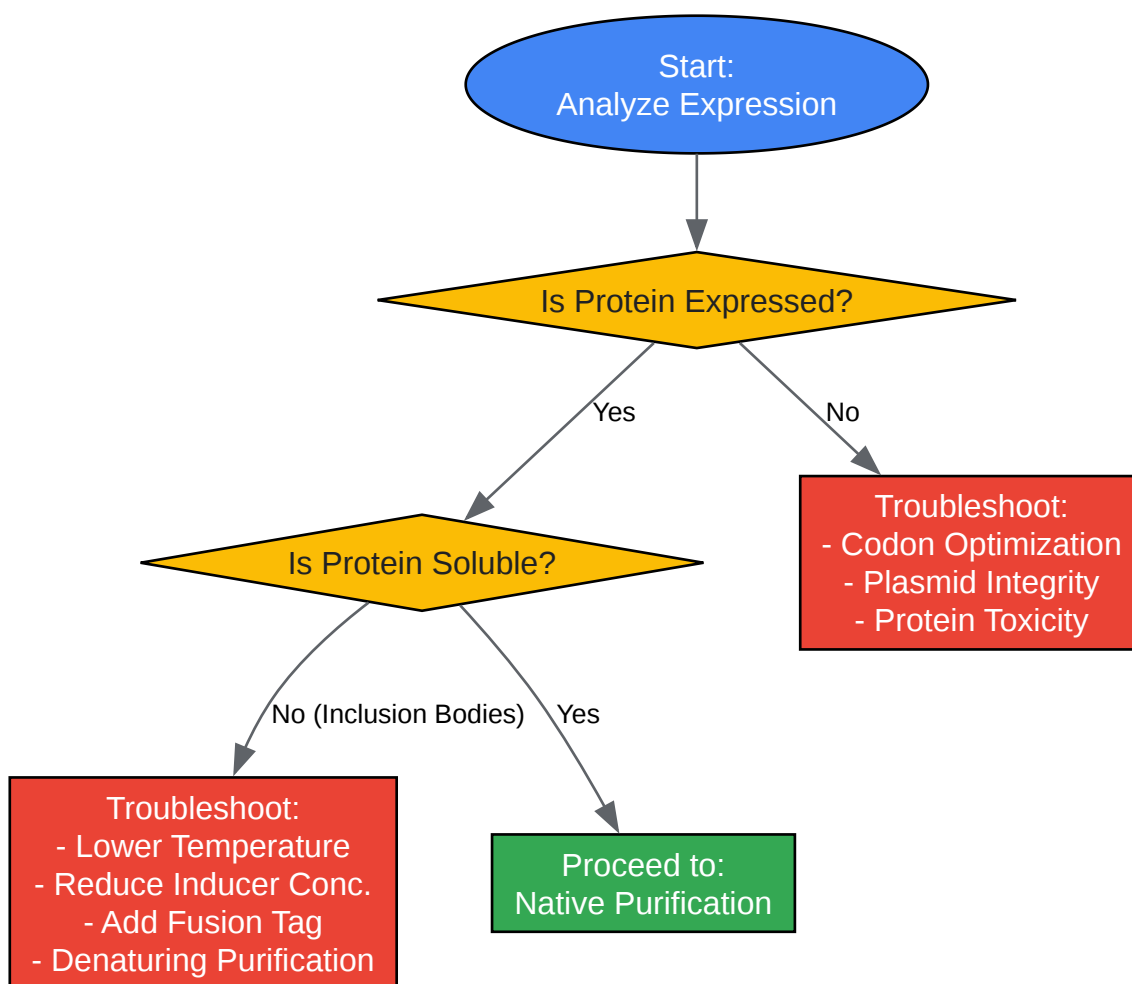 Start:
Analyze Expression
Is Protein Expressed?
Yes
No
Troubleshoot:
- Codon Optimization
- Plasmid Integrity
- Protein Toxicity
Is Protein Soluble?
No (Inclusion Bodies)
Yes
Troubleshoot:
- Lower Temperature
- Reduce Inducer Conc.
- Add Fusion Tag
- Denaturing Purification
Proceed to:
Native Purification